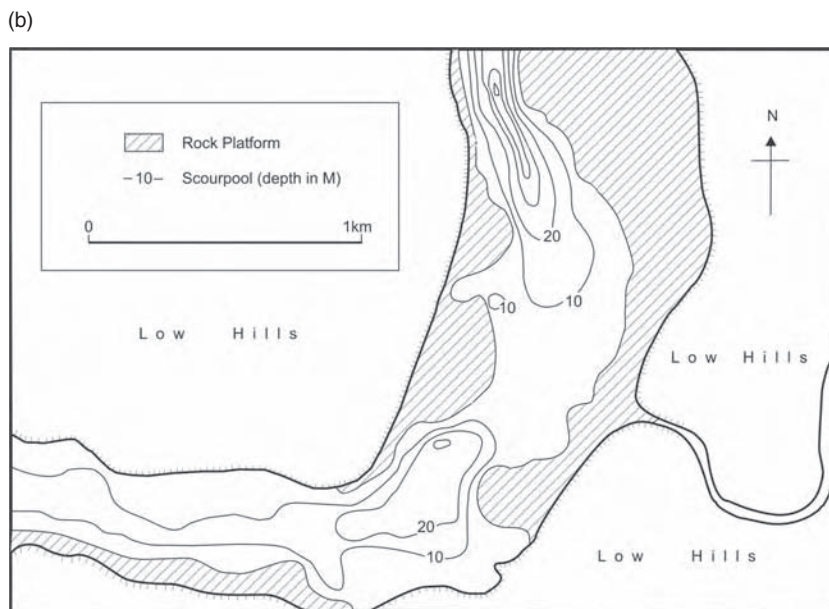 (b)
Rock Platform
–10– Scourpool (depth in M)
0 1km
N
20
10
10
Low Hills
Low Hills
20
10
Low Hills